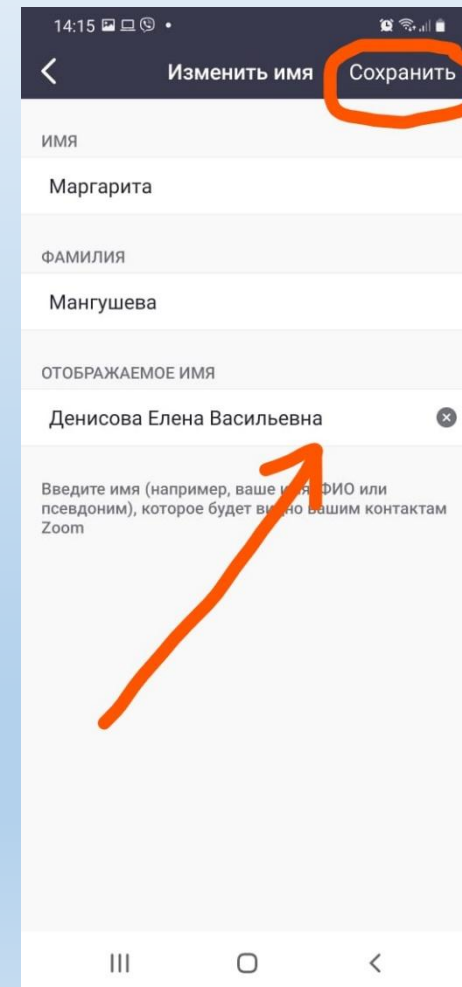 14:15
Изменить имя Сохранить
ИМЯ
Маргарита
ФАМИЛИЯ
Мангушева
ОТОБРАЖАЕМОЕ ИМЯ
Денисова Елена Васильевна
Введите имя (например, ваше ФИО или
псевдоним), которое будет видно вашим контактам
Zoom